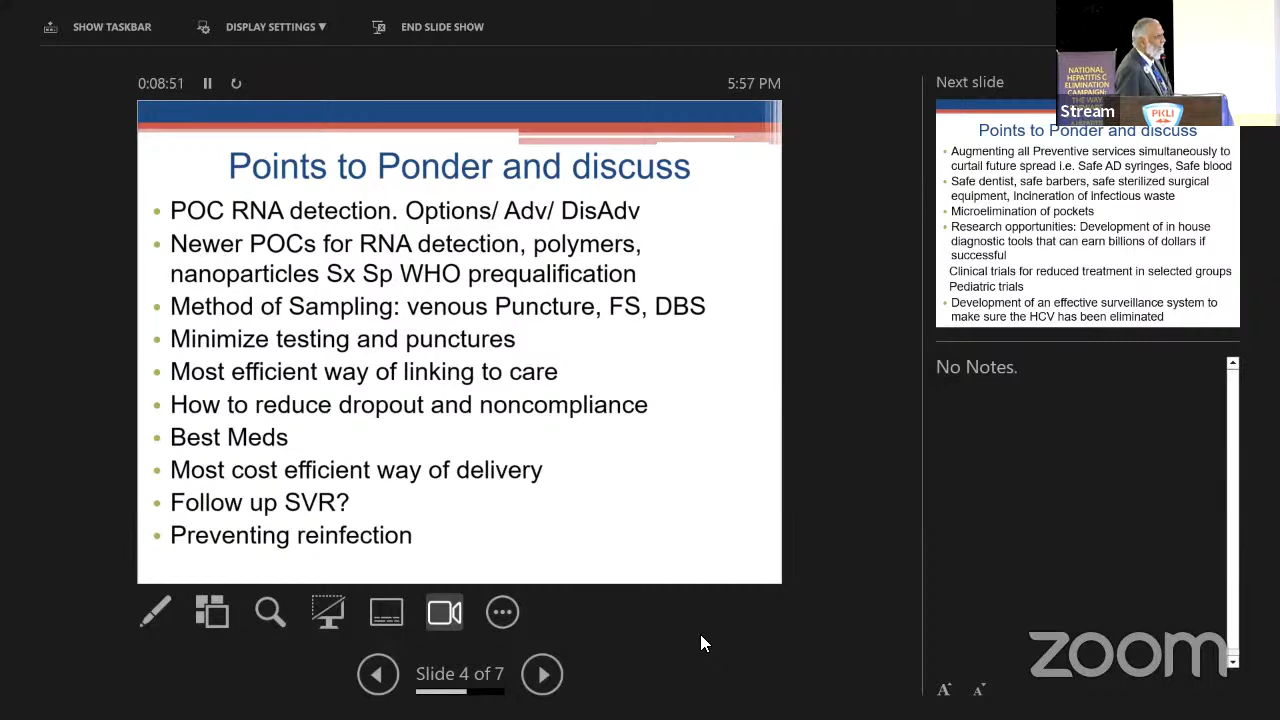 SHOW TASKBAR
DISPLAY SETTINGS ▼
END SLIDE SHOW
0:08:51
5:57 PM
Points to Ponder and discuss
• POC RNA detection. Options/ Adv/ DisAdv
• Newer POCs for RNA detection, polymers,
nanoparticles Sx Sp WHO prequalification
• Method of Sampling: venous Puncture, FS, DBS
• Minimize testing and punctures
• Most efficient way of linking to care
• How to reduce dropout and noncompliance
• Best Meds
• Most cost efficient way of delivery
• Follow up SVR?
• Preventing reinfection
Slide 4 of 7
Next slide
Points to Ponder and discuss
• Augmenting all Preventive services simultaneously to
curtail future spread i.e. Safe AD syringes, Safe blood
• Safe dentist, safe barbers, safe sterilized surgical
equipment, Incineration of infectious waste
• Microelimination of pockets
• Research opportunities: Development of in house
diagnostic tools that can earn billions of dollars if
successful
Clinical trials for reduced treatment in selected groups
Pediatric trials
• Development of an effective surveillance system to
make sure the HCV has been eliminated
No Notes.
A A
NATIONAL
HEPATITIS C
ELIMINATION
CAMPAIGN:
THE WAY
Stream
PKLI
zoom